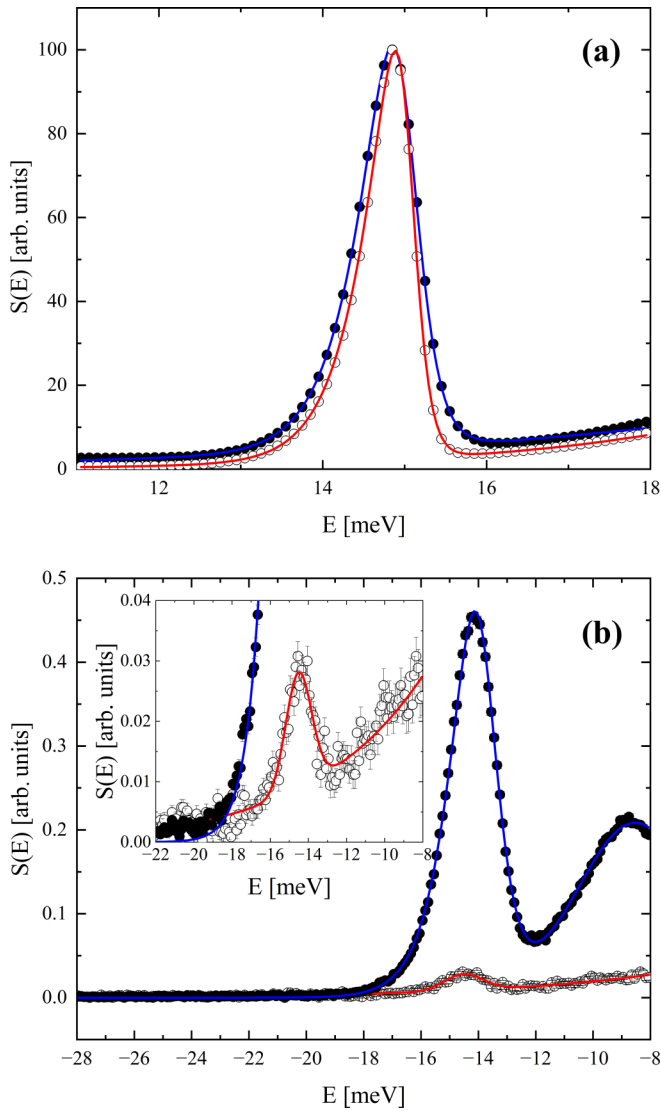 (a)
S(E) [arb. units]
100
80
60
40
20
0
12 14 16 18
E [meV]
(b)
S(E) [arb. units]
0.5
0.4
0.3
0.2
0.1
0.0
S(E) [arb. units]
0.04
0.03
0.02
0.01
0.00
−22 −20 −18 −16 −14 −12 −10 −8
E [meV]
−28 −26 −24 −22 −20 −18 −16 −14 −12 −10 −8
E [meV]